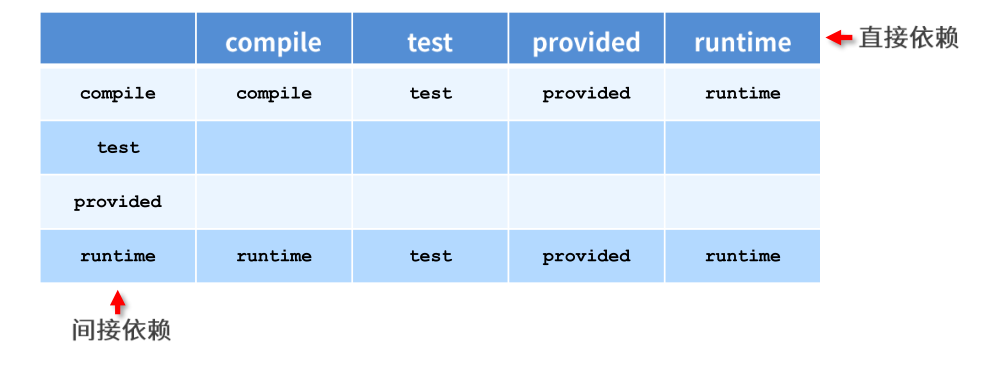 compile test provided runtime 直接依赖
compile compile test provided runtime
test
provided
runtime runtime test provided runtime
间接依赖